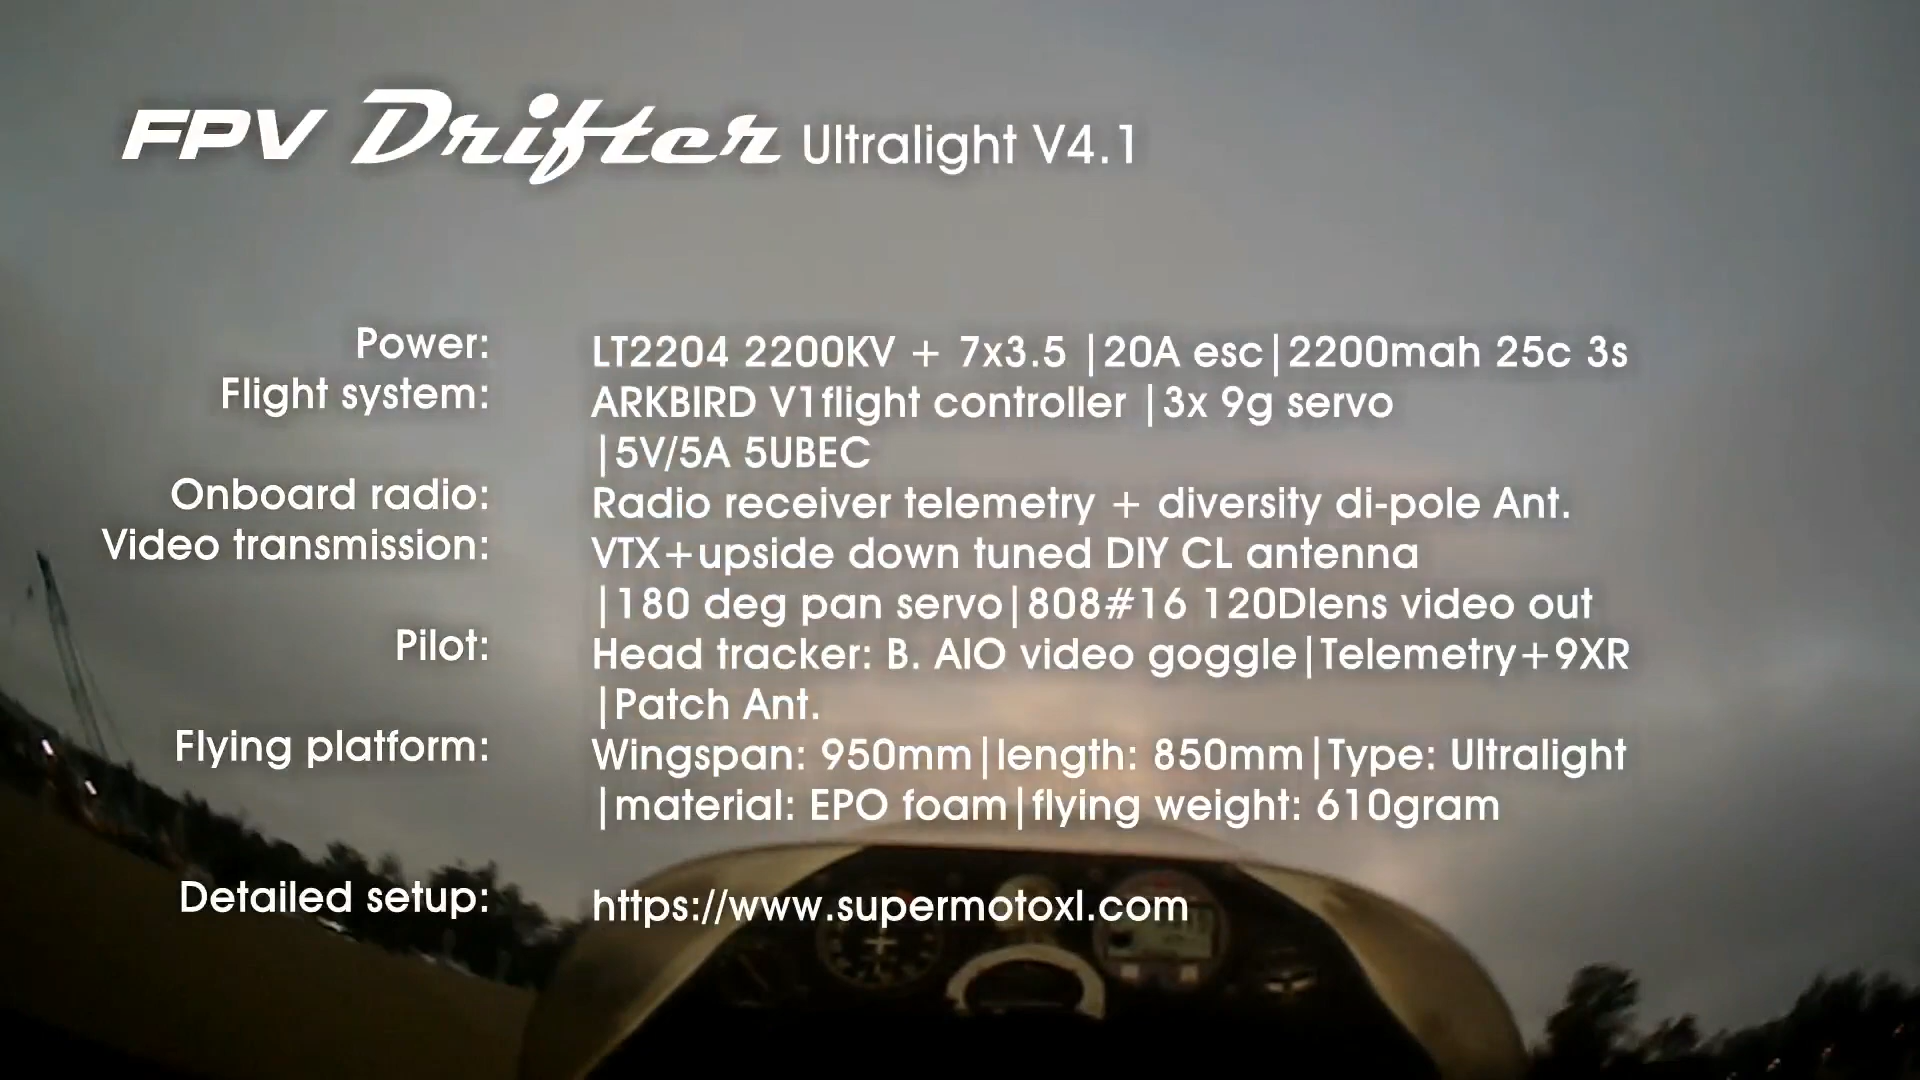 FPV Drifter Ultralight V4.1
Power: LT2204 2200KV + 7x3.5 |20A esc|2200mah 25c 3s
Flight system: ARKBIRD V1flight controller |3x 9g servo
|5V/5A 5UBEC
Onboard radio: Radio receiver telemetry + diversity di-pole Ant.
Video transmission: VTX+upside down tuned DIY CL antenna
|180 deg pan servo|808#16 120Dlens video out
Pilot: Head tracker: B. AIO video goggle|Telemetry+9XR
|Patch Ant.
Flying platform: Wingspan: 950mm|length: 850mm|Type: Ultralight
|material: EPO foam|flying weight: 610gram
Detailed setup: https://www.supermotoxl.com